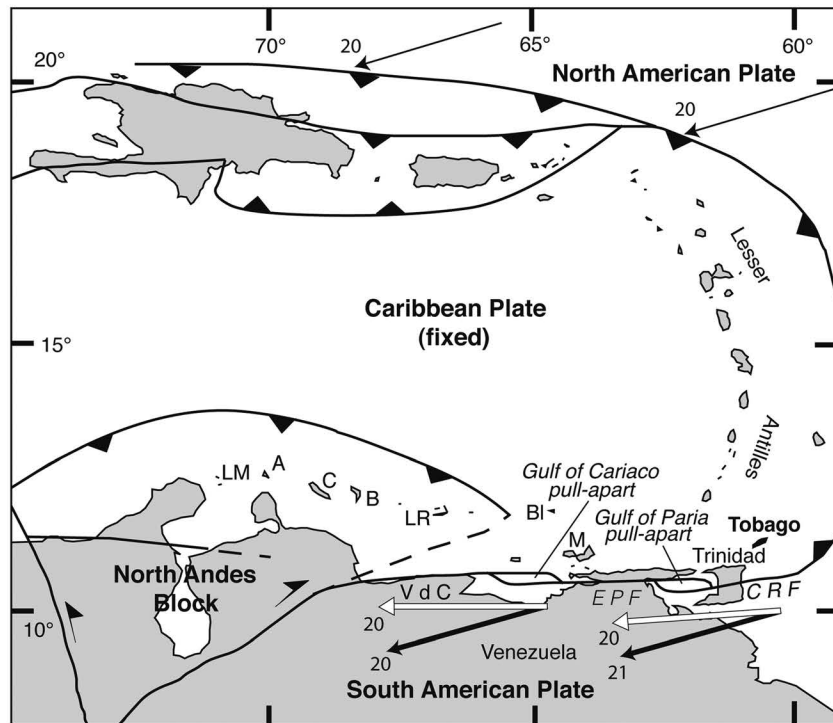 70°
20
65°
60°
20°
North American Plate
20
Lesser
Caribbean Plate
(fixed)
15°
Antilles
A
LM
C
B
LR
Gulf of Cariaco
pull-apart
Bl
M
Gulf of Paria
pull-apart
Tobago
Trinidad
North Andes
Block
V d C
E P F
C R F
10°
20
20
20
21
Venezuela
South American Plate